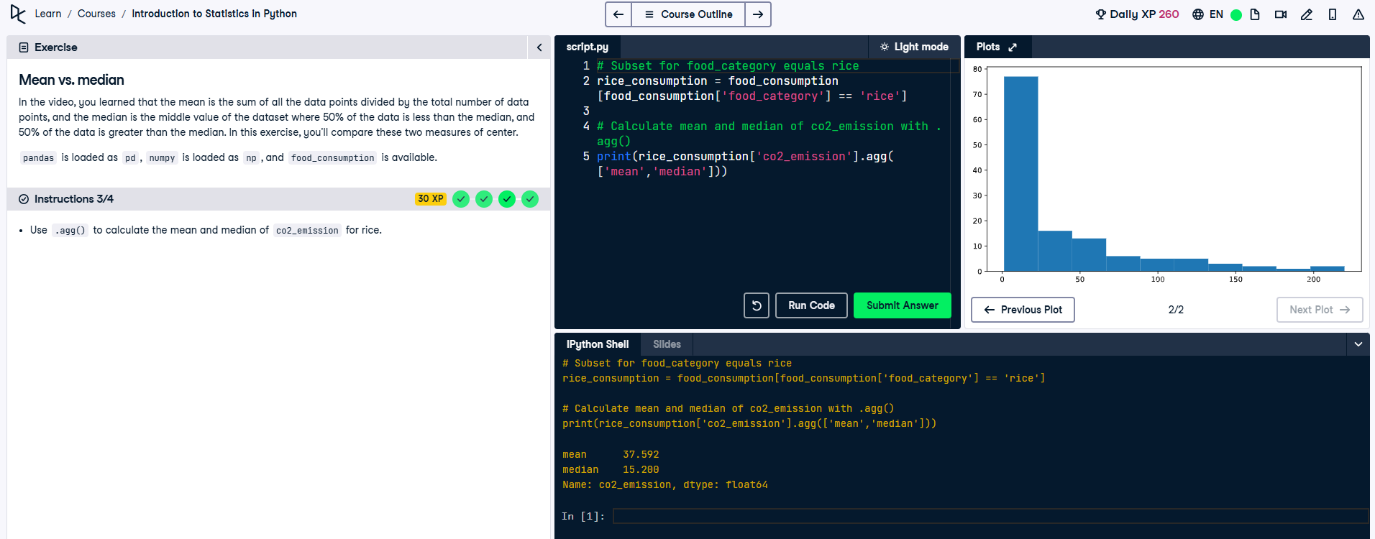 Learn / Courses / Introduction to Statistics in Python
Course Outline
Daily XP 260
EN
Exercise
Mean vs. median
In the video, you learned that the mean is the sum of all the data points divided by the total number of data
points, and the median is the middle value of the dataset where 50% of the data is less than the median, and
50% of the data is greater than the median. In this exercise, you'll compare these two measures of center.
pandas is loaded as pd , numpy is loaded as np , and food_consumption is available.
Instructions 3/4
30 XP
• Use .agg() to calculate the mean and median of co2_emission for rice.
script.py
Light mode
1 # Subset for food_category equals rice
2 rice_consumption = food_consumption
[food_consumption['food_category'] == 'rice']
3
4 # Calculate mean and median of co2_emission with .
agg()
5 print(rice_consumption['co2_emission'].agg(
['mean','median']))
Run Code
Submit Answer
Plots
80
70
60
50
40
30
20
10
0
0 50 100 150 200
Previous Plot
2/2
Next Plot
IPython Shell
Slides
# Subset for food_category equals rice
rice_consumption = food_consumption[food_consumption['food_category'] == 'rice']
# Calculate mean and median of co2_emission with .agg()
print(rice_consumption['co2_emission'].agg(['mean','median']))
mean 37.592
median 15.200
Name: co2_emission, dtype: float64
In [1]: